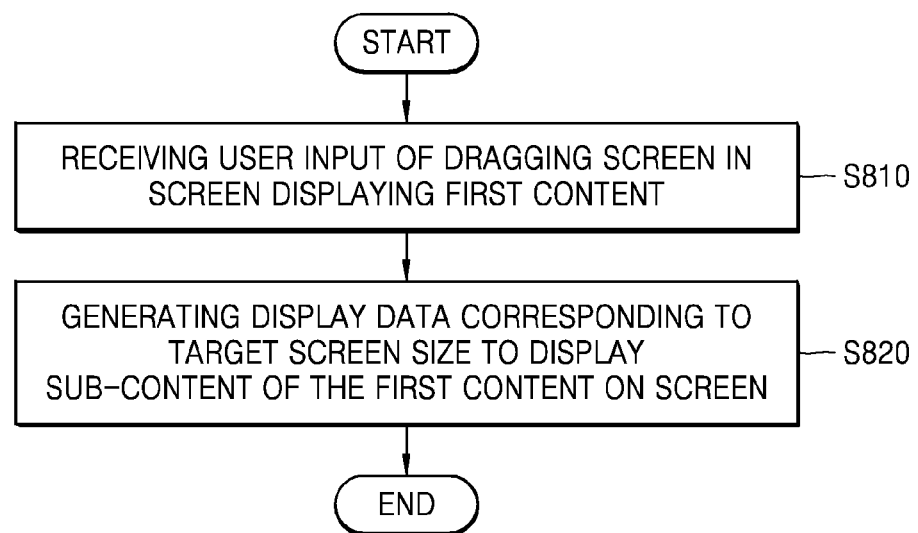 START
RECEIVING USER INPUT OF DRAGGING SCREEN IN
SCREEN DISPLAYING FIRST CONTENT
S810
GENERATING DISPLAY DATA CORRESPONDING TO
TARGET SCREEN SIZE TO DISPLAY
SUB-CONTENT OF THE FIRST CONTENT ON SCREEN
S820
END